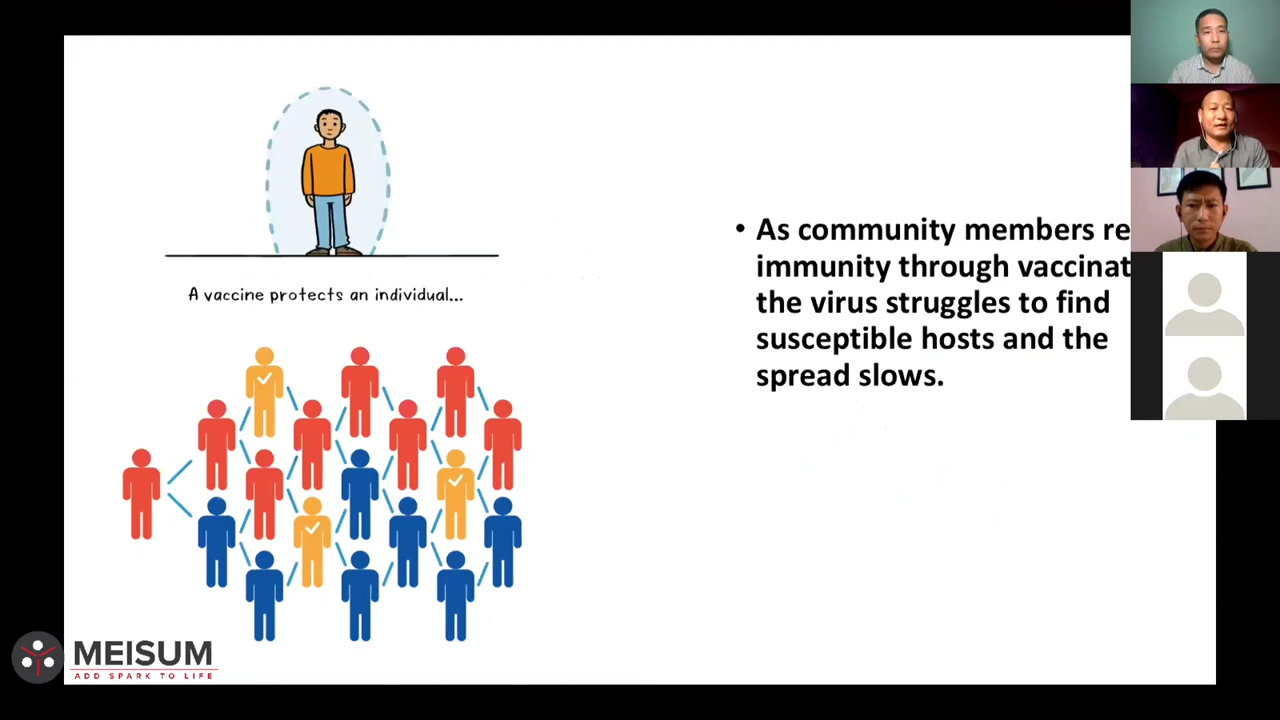 A vaccine protects an individual...
• As community members re
immunity through vaccinat
the virus struggles to find
susceptible hosts and the
spread slows.
MEISUM
ADD SPARK TO LIFE